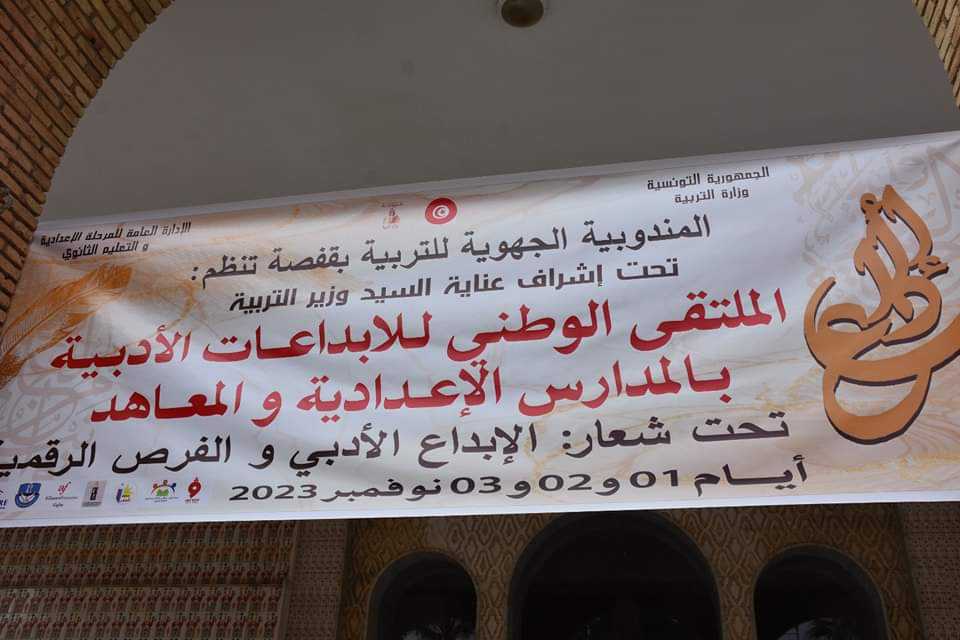 الجمهورية التونسية
وزارة التربية
الإدارة العامة للمرحلة الإعدادية
و التعليم الثانوي
المندوبية الجهوية للتربية بقفصة تنظم:
تحت إشراف عناية السيد وزير التربية
الملتقى الوطني للابداعات الأدبية
بالمدارس الإعدادية و المعاهد
تحت شعار: الإبداع الأدبي و الفرص الرقمية
أيام 01 و02 و03 نوفمبر 2023